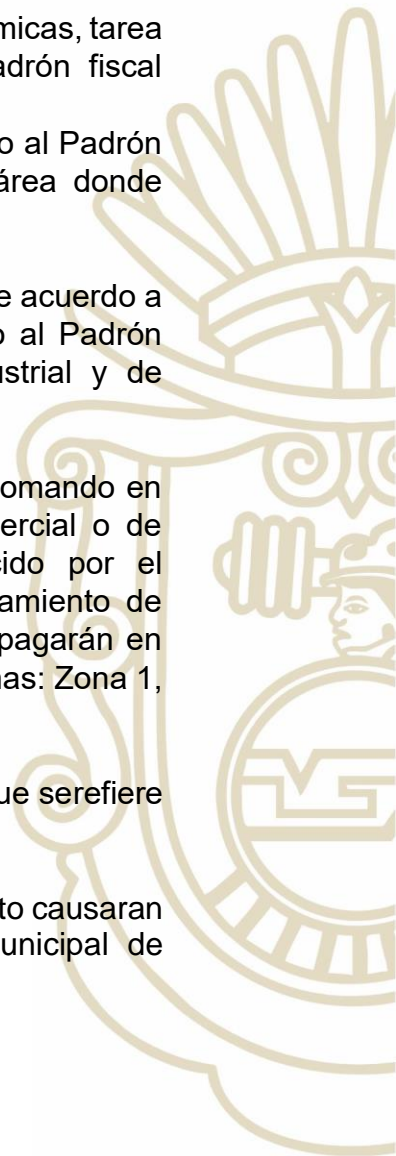 micas, tarea
adrón fiscal
o al Padrón
área donde
e acuerdo a
o al Padrón
ustrial y de
omando en
ercial o de
ido por el
amiento de
pagarán en
nas: Zona 1,
ue serefiere
to causaran
unicipal de